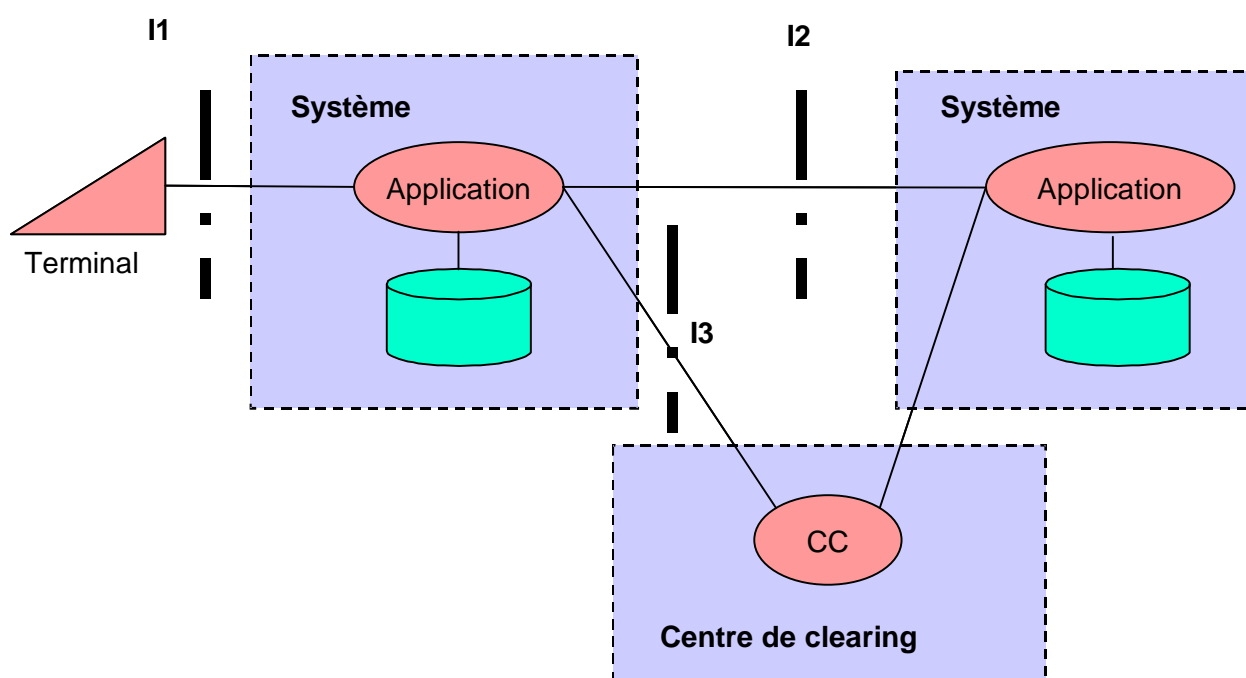 I1
I2
Système
Système
Application
Application
Terminal
I3
CC
Centre de clearing